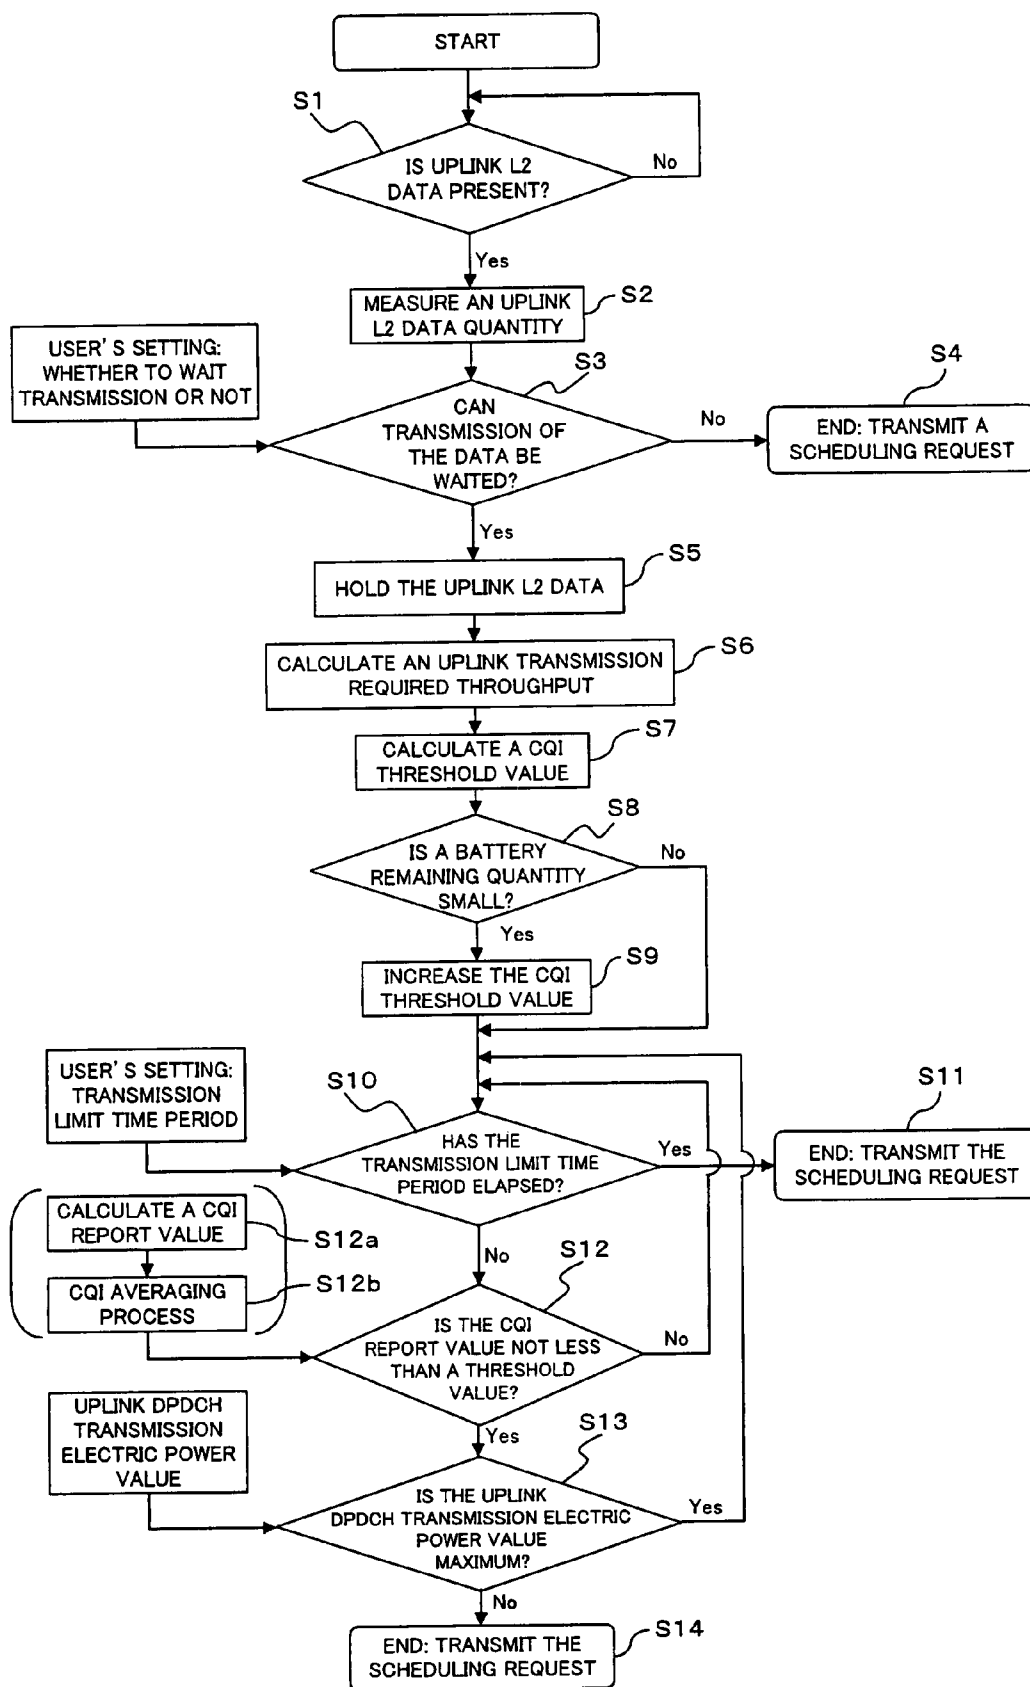 START
S1
IS UPLINK L2
DATA PRESENT?
No
Yes
MEASURE AN UPLINK
L2 DATA QUANTITY
S2
USER'S SETTING:
WHETHER TO WAIT
TRANSMISSION OR NOT
S3
CAN
TRANSMISSION OF
THE DATA BE
WAITED?
No
S4
END: TRANSMIT A
SCHEDULING REQUEST
Yes
HOLD THE UPLINK L2 DATA
S5
CALCULATE AN UPLINK TRANSMISSION
REQUIRED THROUGHPUT
S6
CALCULATE A CQI
THRESHOLD VALUE
S7
S8
IS A BATTERY
REMAINING QUANTITY
SMALL?
No
Yes
INCREASE THE CQI
THRESHOLD VALUE
S9
USER'S SETTING:
TRANSMISSION
LIMIT TIME PERIOD
S10
HAS THE
TRANSMISSION LIMIT TIME
PERIOD ELAPSED?
Yes
S11
END: TRANSMIT THE
SCHEDULING REQUEST
No
CALCULATE A CQI
REPORT VALUE
S12a
CQI AVERAGING
PROCESS
S12b
S12
IS THE CQI
REPORT VALUE NOT LESS
THAN A THRESHOLD
VALUE?
No
Yes
UPLINK DPDCH
TRANSMISSION
ELECTRIC POWER
VALUE
S13
IS THE UPLINK
DPDCH TRANSMISSION ELECTRIC
POWER VALUE
MAXIMUM?
Yes
No
END: TRANSMIT THE
SCHEDULING REQUEST
S14